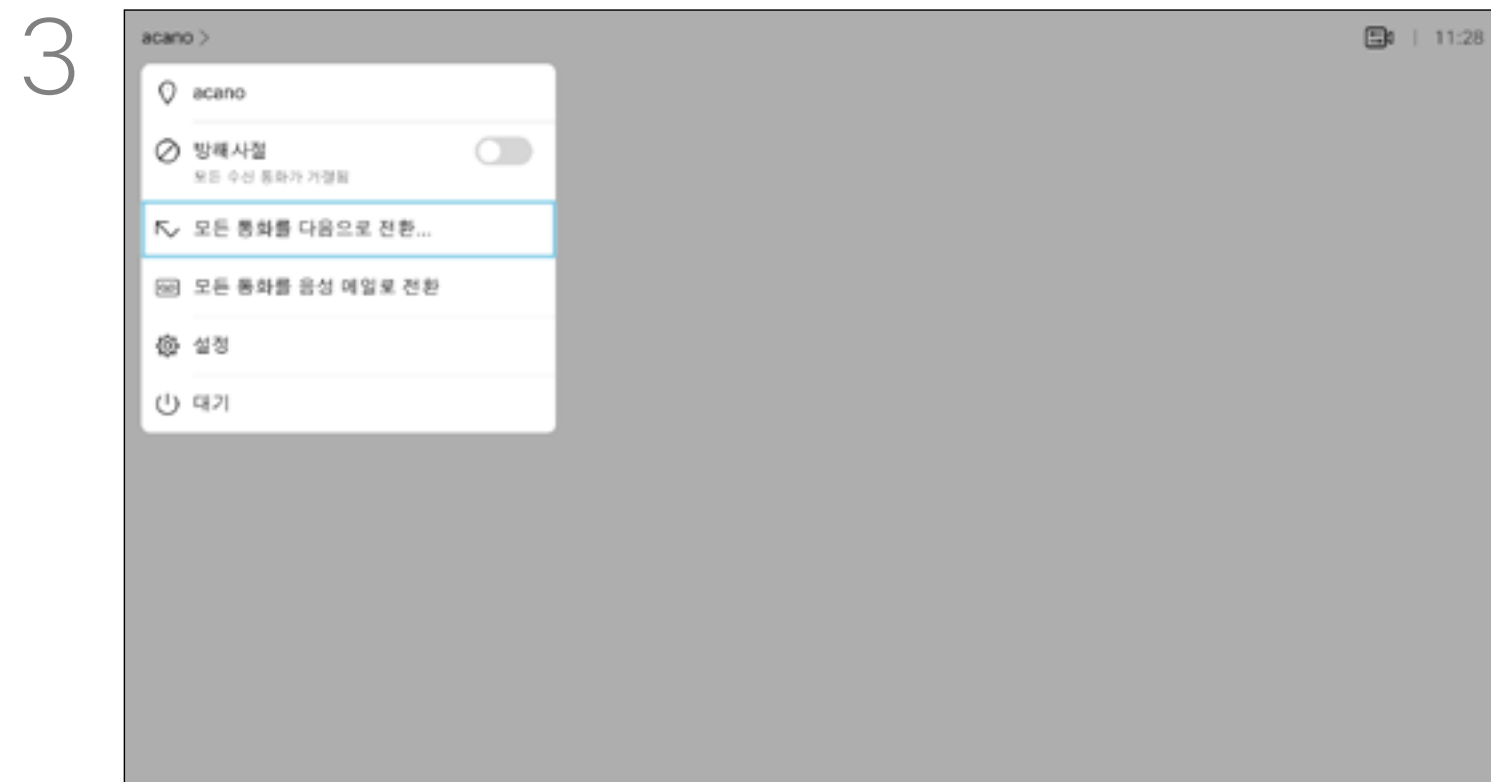 3
acano >
11:28
acano
방해 사절
모든 수신 통화가 거절됨
모든 통화를 다음으로 전환...
모든 통화를 음성 메일로 전환
설정
대기